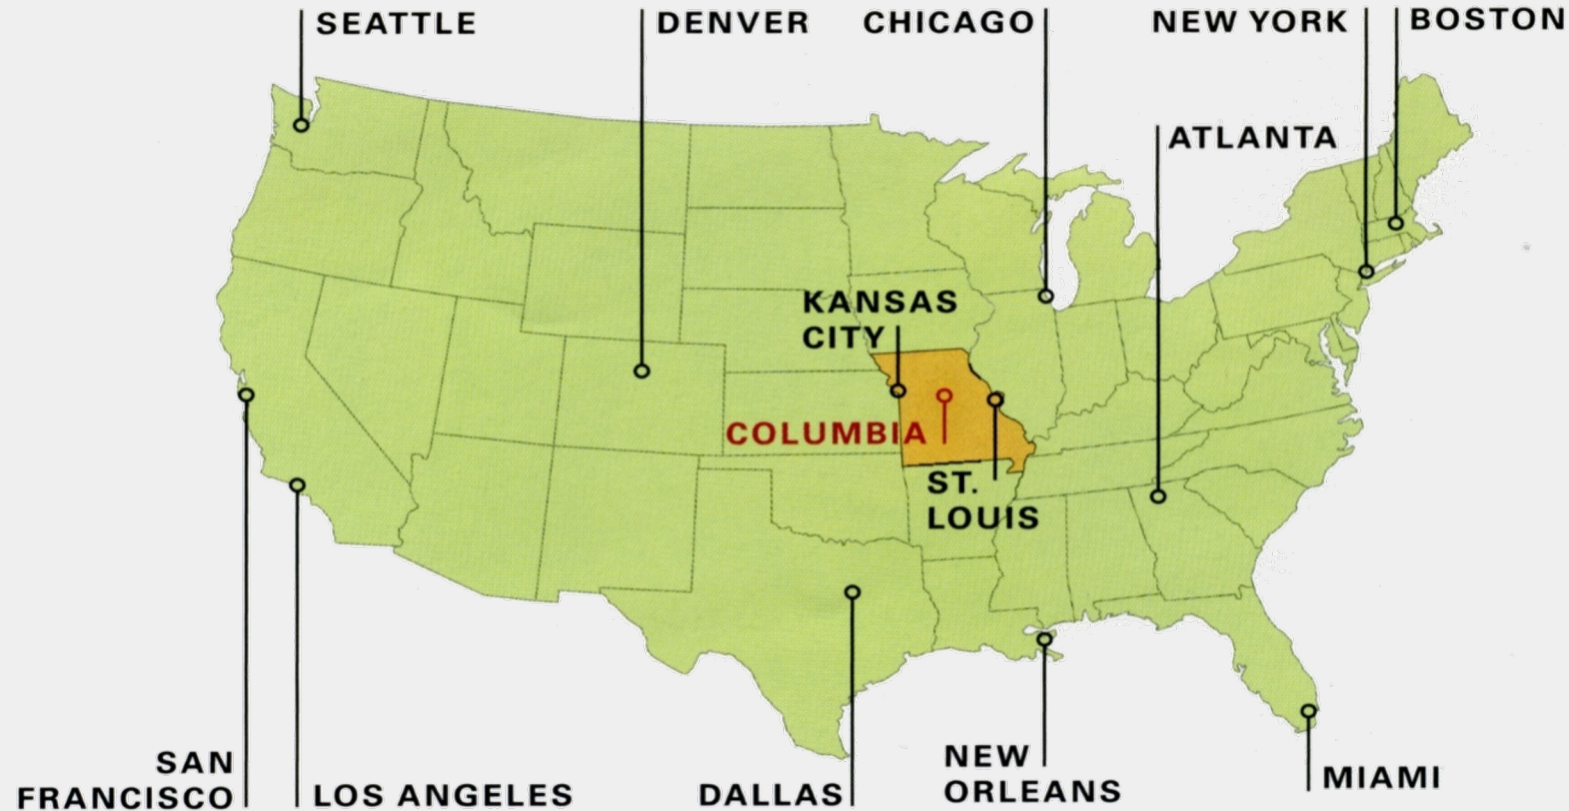 SEATTLE
DENVER
CHICAGO
NEW YORK
BOSTON
ATLANTA
KANSAS
CITY
COLUMBIA
ST.
LOUIS
SAN
FRANCISCO
LOS ANGELES
DALLAS
NEW
ORLEANS
MIAMI